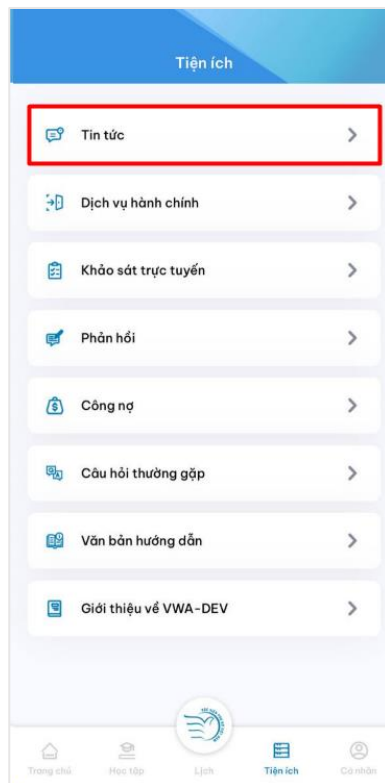 Tiện ích
Tin tức
Dịch vụ hành chính
Khảo sát trực tuyến
Phản hồi
Công nợ
Câu hỏi thường gặp
Văn bản hướng dẫn
Giới thiệu về VWA-DEV
Trang chủ
Học tập
Lịch
Tiện ích
Cá nhân